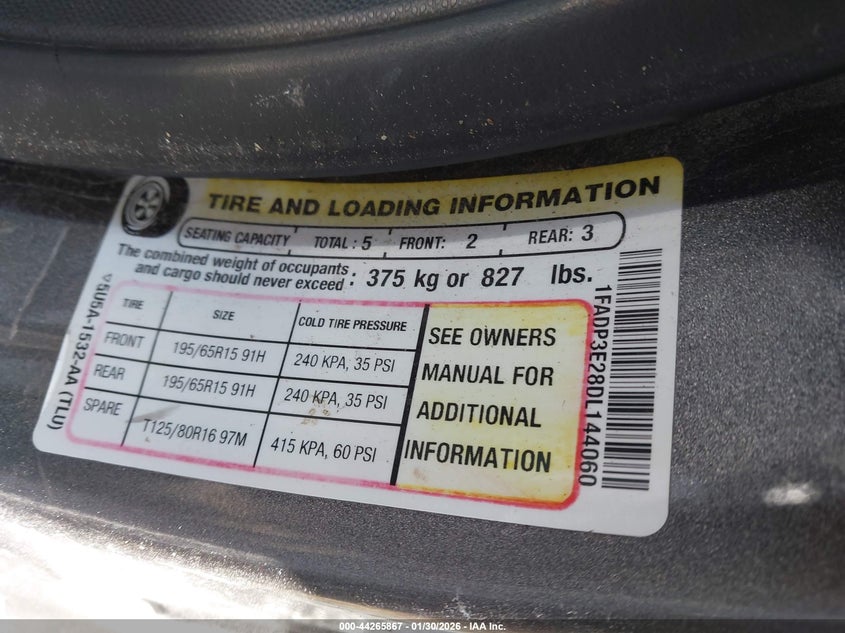 TIRE AND LOADING INFORMATION
SEATING CAPACITY TOTAL : 5 FRONT: 2 REAR: 3
The combined weight of occupants
and cargo should never exceed : 375 kg or 827 lbs.
TIRE SIZE COLD TIRE PRESSURE
FRONT 195/65R15 91H 240 KPA, 35 PSI
REAR 195/65R15 91H 240 KPA, 35 PSI
SPARE T125/80R16 97M 415 KPA, 60 PSI
SEE OWNERS
MANUAL FOR
ADDITIONAL
INFORMATION
5U5A-1532-AA (TLU)
1FADP3E28DL144060
000-44265867 - 01/30/2026 - IAA Inc.